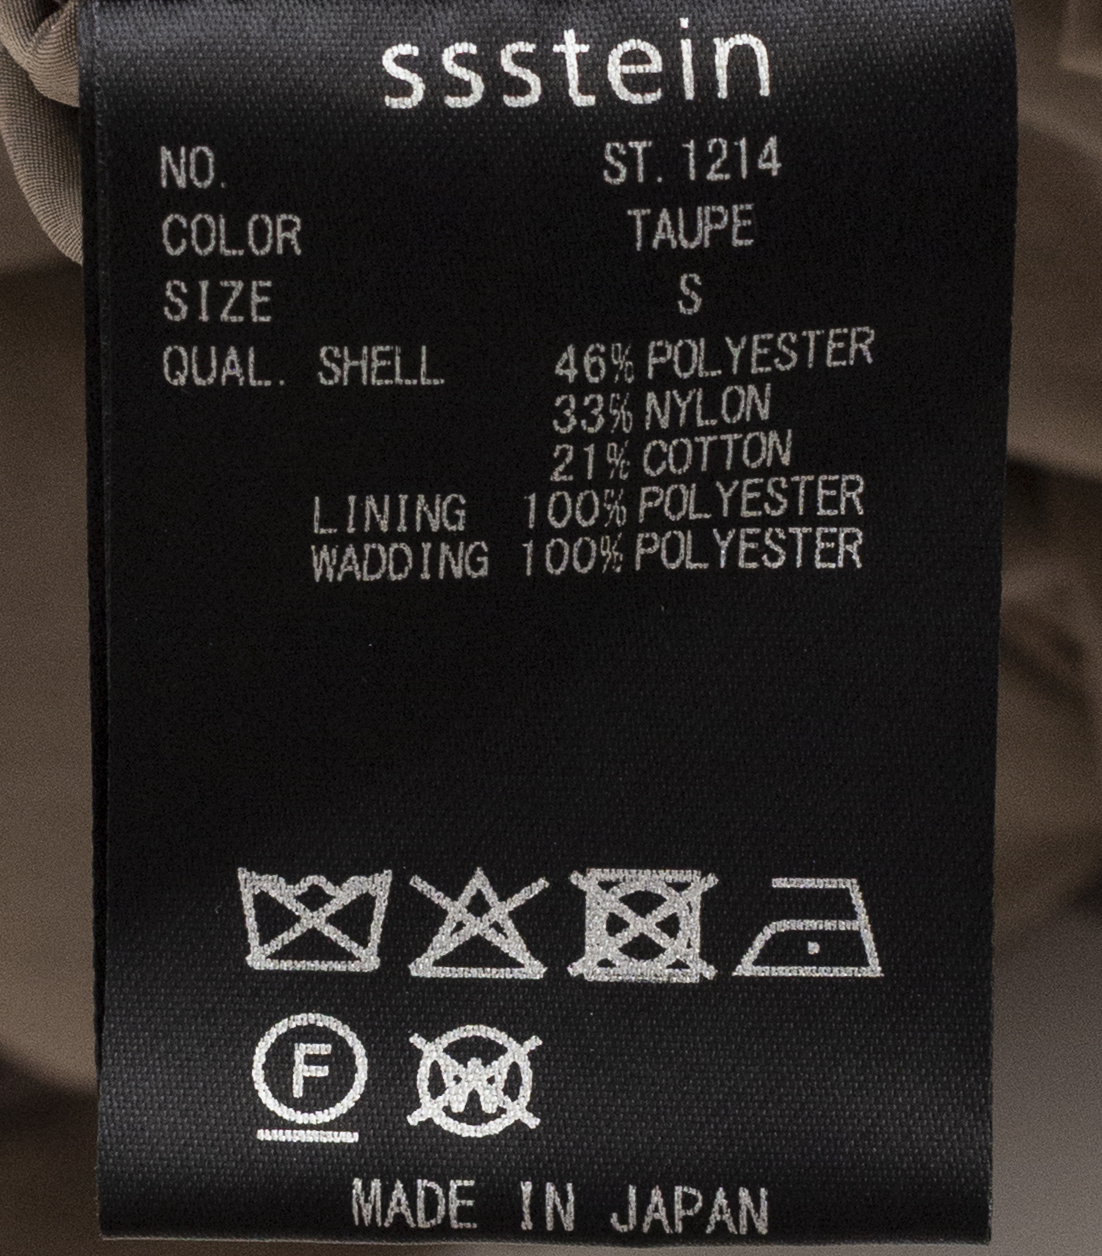 ssstein
NO. ST. 1214
COLOR TAUPE
SIZE S
QUAL. SHELL 46% POLYESTER
33% NYLON
21% COTTON
LINING 100% POLYESTER
WADDING 100% POLYESTER
F W
MADE IN JAPAN